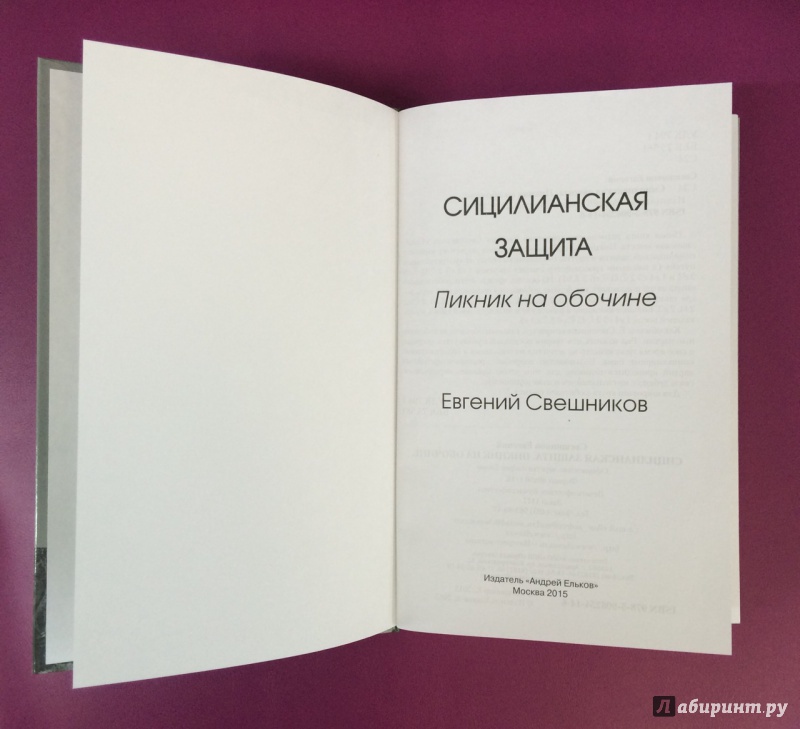 СИЦИЛИАНСКАЯ
ЗАЩИТА
Пикник на обочине
Евгений Свешников
Издатель «Андрей Ельков»
Москва 2015
Лабиринт.ру